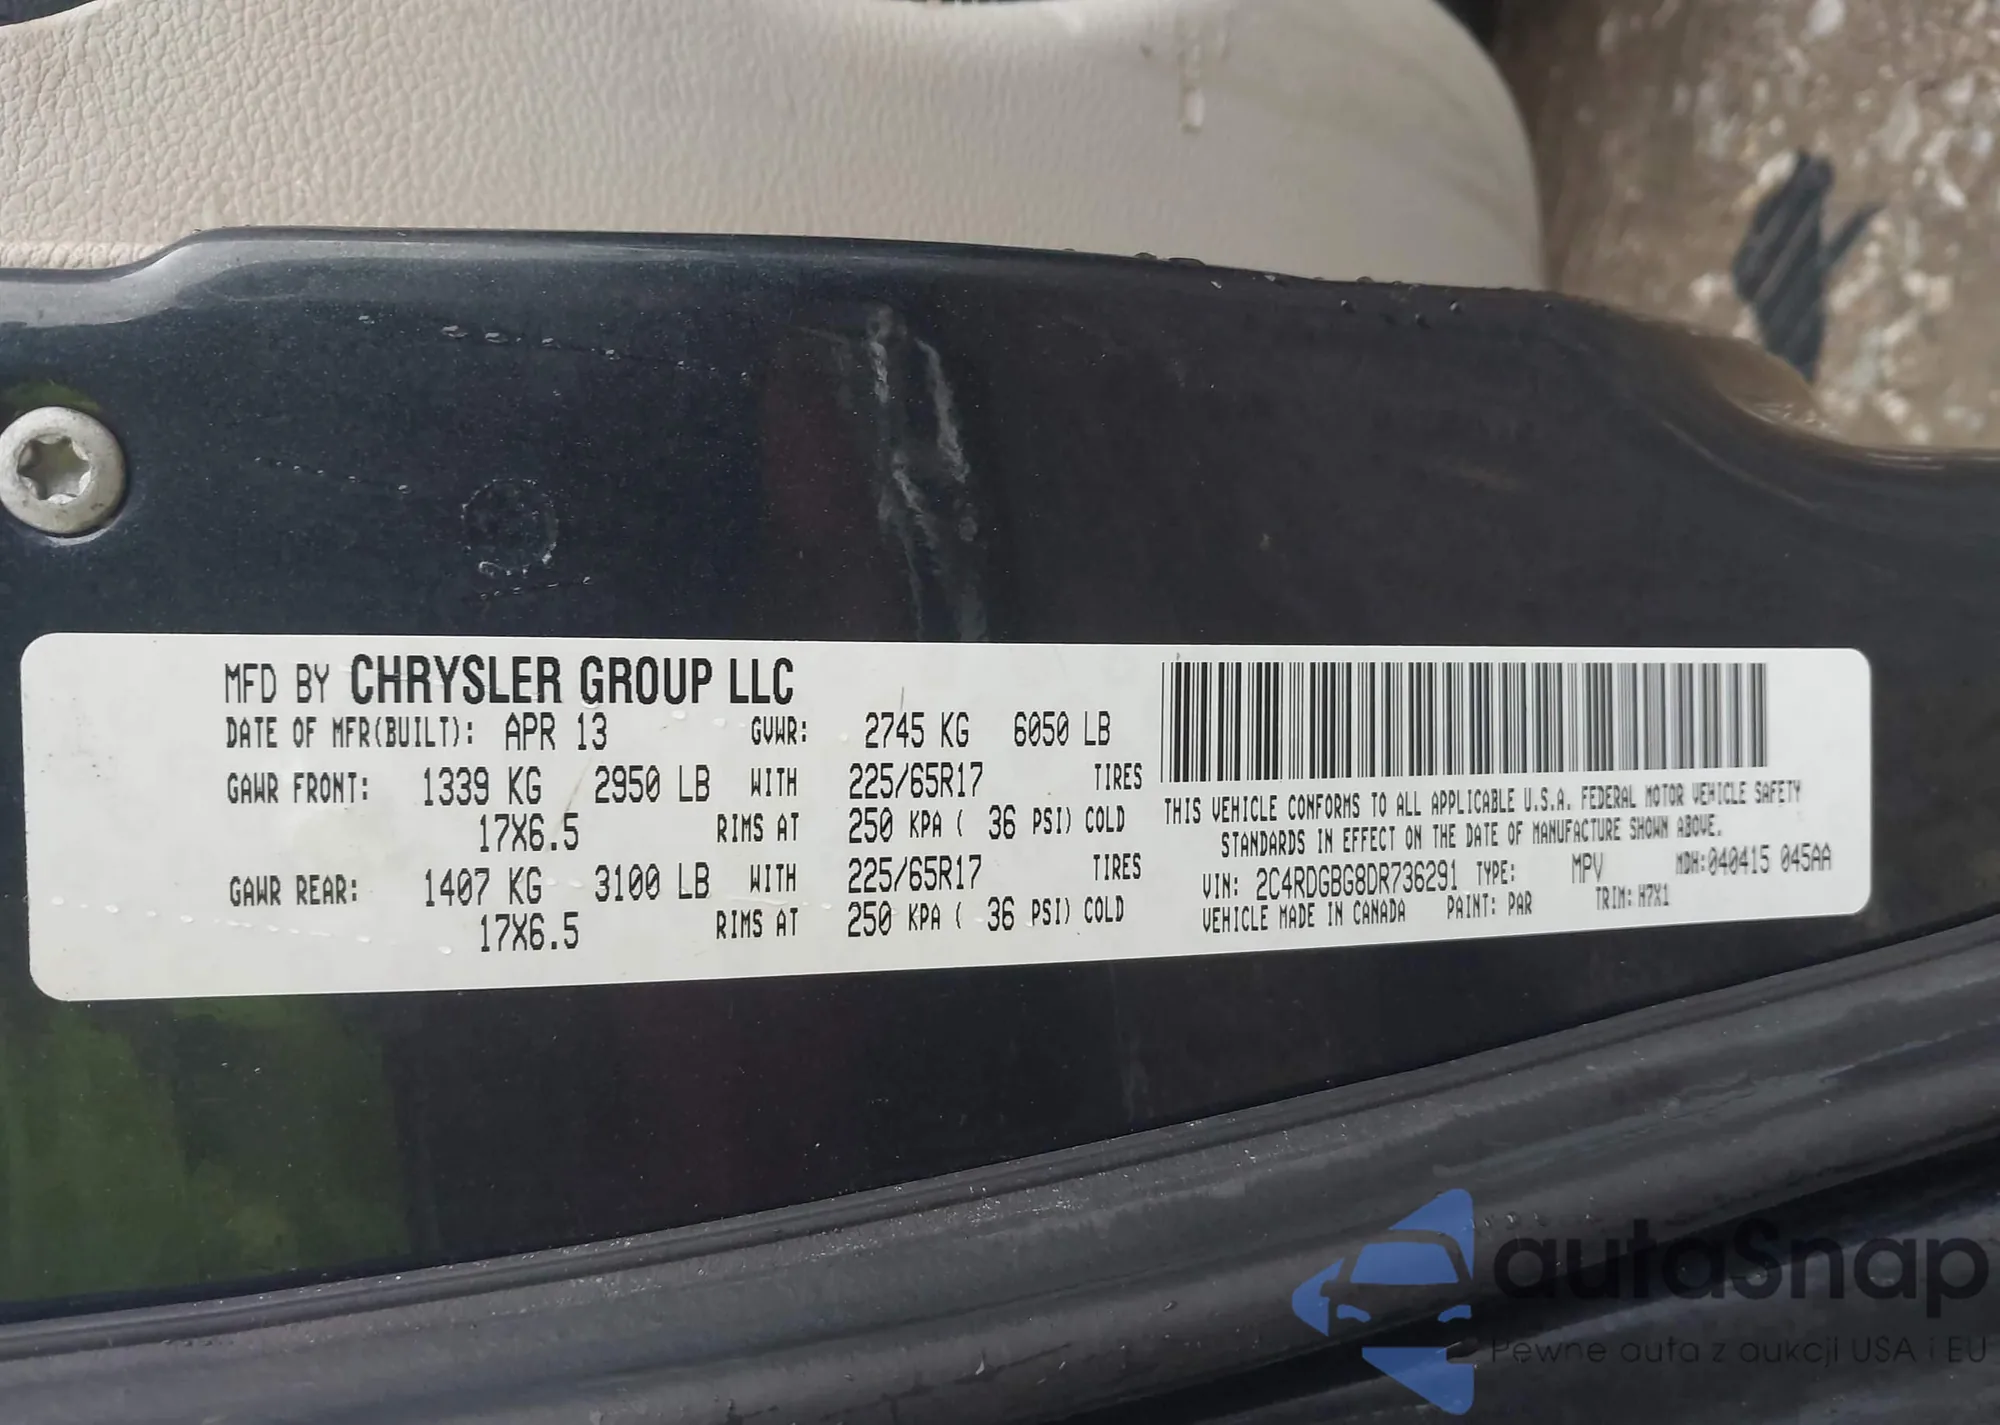 MFD BY CHRYSLER GROUP LLC
DATE OF MFR(BUILT): APR 13 GVWR: 2745 KG 6050 LB
GAWR FRONT: 1339 KG 2950 LB WITH 225/65R17 TIRES
17X6.5 RIMS AT 250 KPA ( 36 PSI) COLD
GAWR REAR: 1407 KG 3100 LB WITH 225/65R17 TIRES
17X6.5 RIMS AT 250 KPA ( 36 PSI) COLD
THIS VEHICLE CONFORMS TO ALL APPLICABLE U.S.A. FEDERAL MOTOR VEHICLE SAFETY
STANDARDS IN EFFECT ON THE DATE OF MANUFACTURE SHOWN ABOVE.
VIN: 2C4RDGBG8DR736291 TYPE: MPV MDH:040415 045AA
VEHICLE MADE IN CANADA PAINT: PAR TRIM: H7X1
autaSnap
Pewne auta z aukcji USA i EU